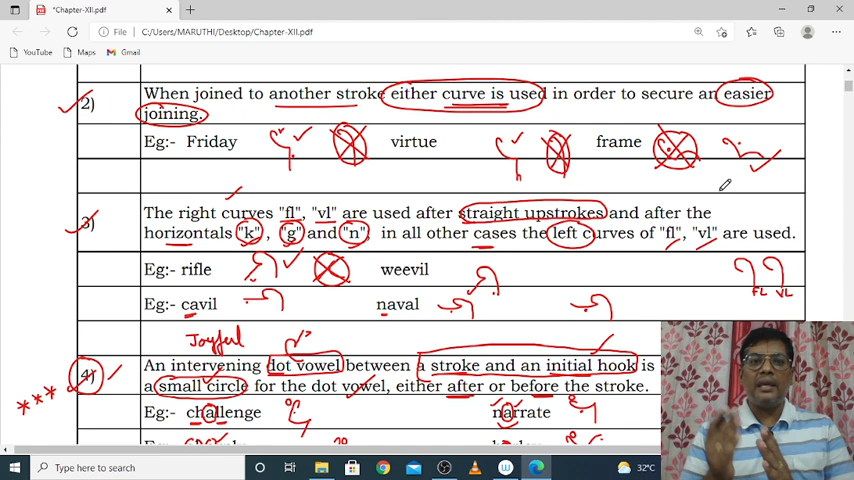 *Chapter-XII.pdf
File | C:/Users/MARUTHI/Desktop/Chapter-XII.pdf
YouTube Maps Gmail
2) When joined to another stroke either curve is used in order to secure an easier
joining.
Eg:- Friday virtue frame
3) The right curves "fl", "vl" are used after straight upstrokes and after the
horizontals "k", "g" and "n", in all other cases the left curves of "fl", "vl" are used.
Eg:- rifle weevil
FL VL
Eg:- cavil naval
Joyful
4) An intervening dot vowel between a stroke and an initial hook is
a small circle for the dot vowel, either after or before the stroke.
*** Eg:- challenge narrate
Type here to search
32°C